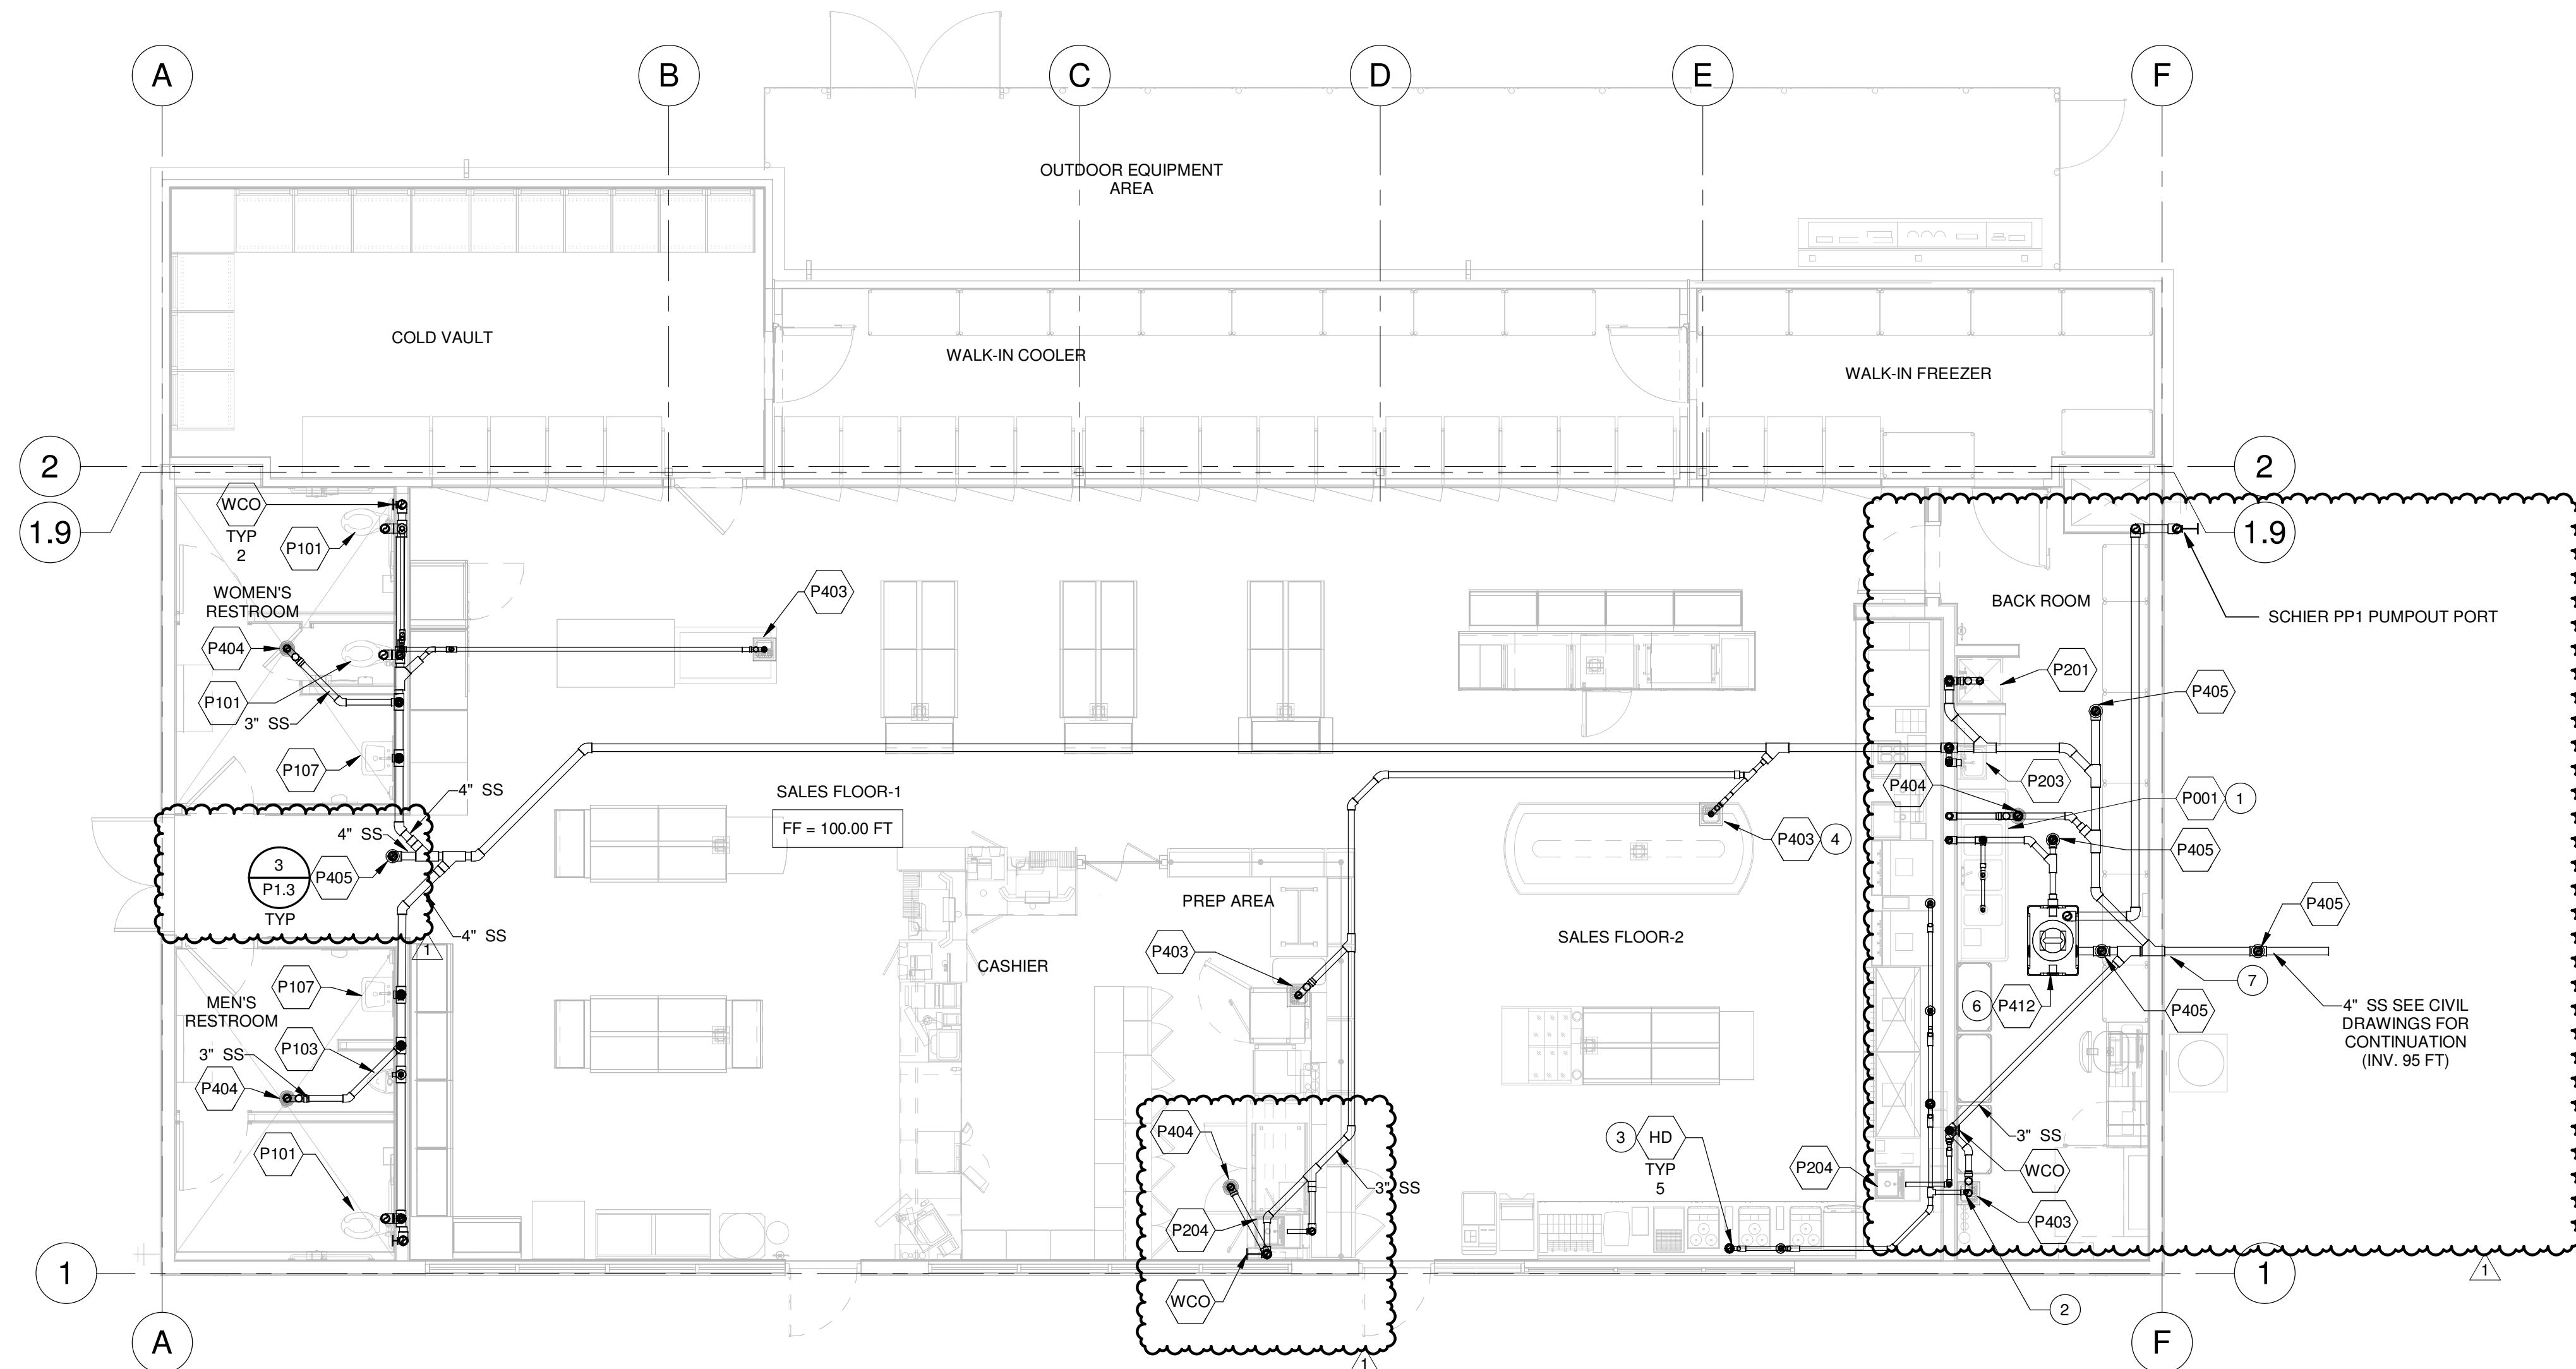 A
B
C
D
E
F
OUTDOOR EQUIPMENT
AREA
COLD VAULT
WALK-IN COOLER
WALK-IN FREEZER
2
2
1.9
1.9
WCO
TYP
2
P101
WOMEN'S
RESTROOM
P404
P101
3" SS
P107
P403
BACK ROOM
SCHIER PP1 PUMPOUT PORT
P201
P405
P203
P404
P001
1
P405
4" SS
4" SS
SALES FLOOR-1
FF = 100.00 FT
3
P1.3
TYP
P405
4" SS
1
P403
4
PREP AREA
SALES FLOOR-2
CASHIER
P403
P405
7
6
P412
P405
4" SS SEE CIVIL
DRAWINGS FOR
CONTINUATION
(INV. 95 FT)
P107
MEN'S
RESTROOM
P103
3" SS
P404
P101
P404
3" SS
P204
WCO
1
3
HD
TYP
5
P204
3" SS
WCO
P403
2
1
1
1
A
F